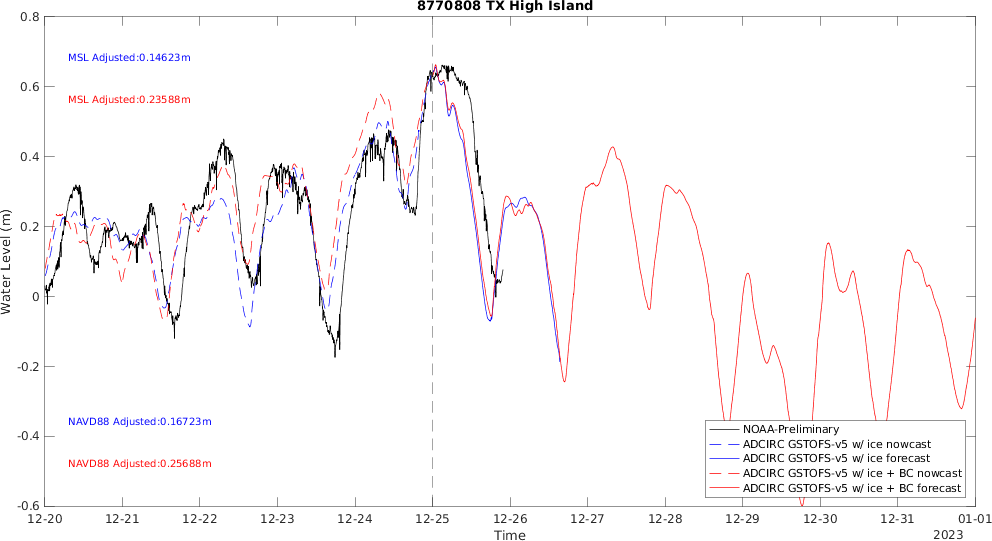 8770808 TX High Island
MSL Adjusted:0.14623m
MSL Adjusted:0.23588m
NAVD88 Adjusted:0.16723m
NAVD88 Adjusted:0.25688m
Water Level (m)
0.8
0.6
0.4
0.2
0
-0.2
-0.4
-0.6
NOAA-Preliminary
ADCIRC GSTOFS-v5 w/ ice nowcast
ADCIRC GSTOFS-v5 w/ ice forecast
ADCIRC GSTOFS-v5 w/ ice + BC nowcast
ADCIRC GSTOFS-v5 w/ ice + BC forecast
12-20 12-21 12-22 12-23 12-24 12-25 12-26 12-27 12-28 12-29 12-30 12-31 01-01
Time
2023